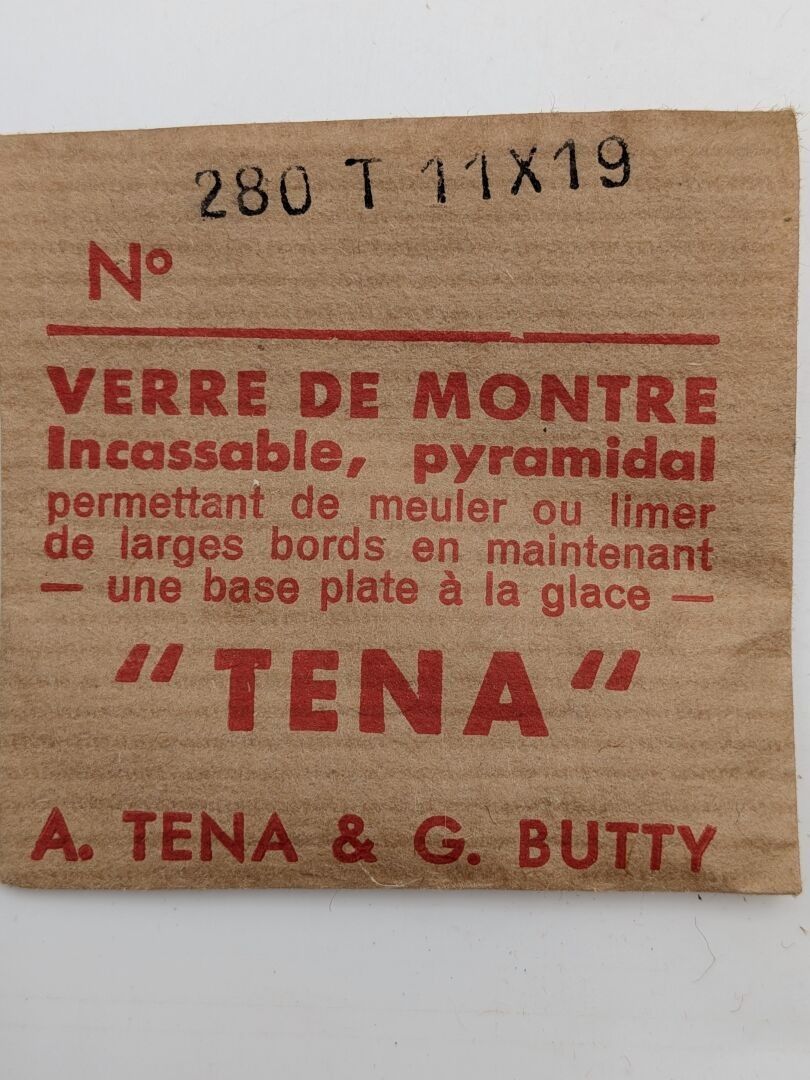 280 T 11X19
Nº
VERRE DE MONTRE
Incassable, pyramidal
permettant de meuler ou limer
de larges bords en maintenant
— une base plate à la glace —
"TENA"
A. TENA & G. BUTTY